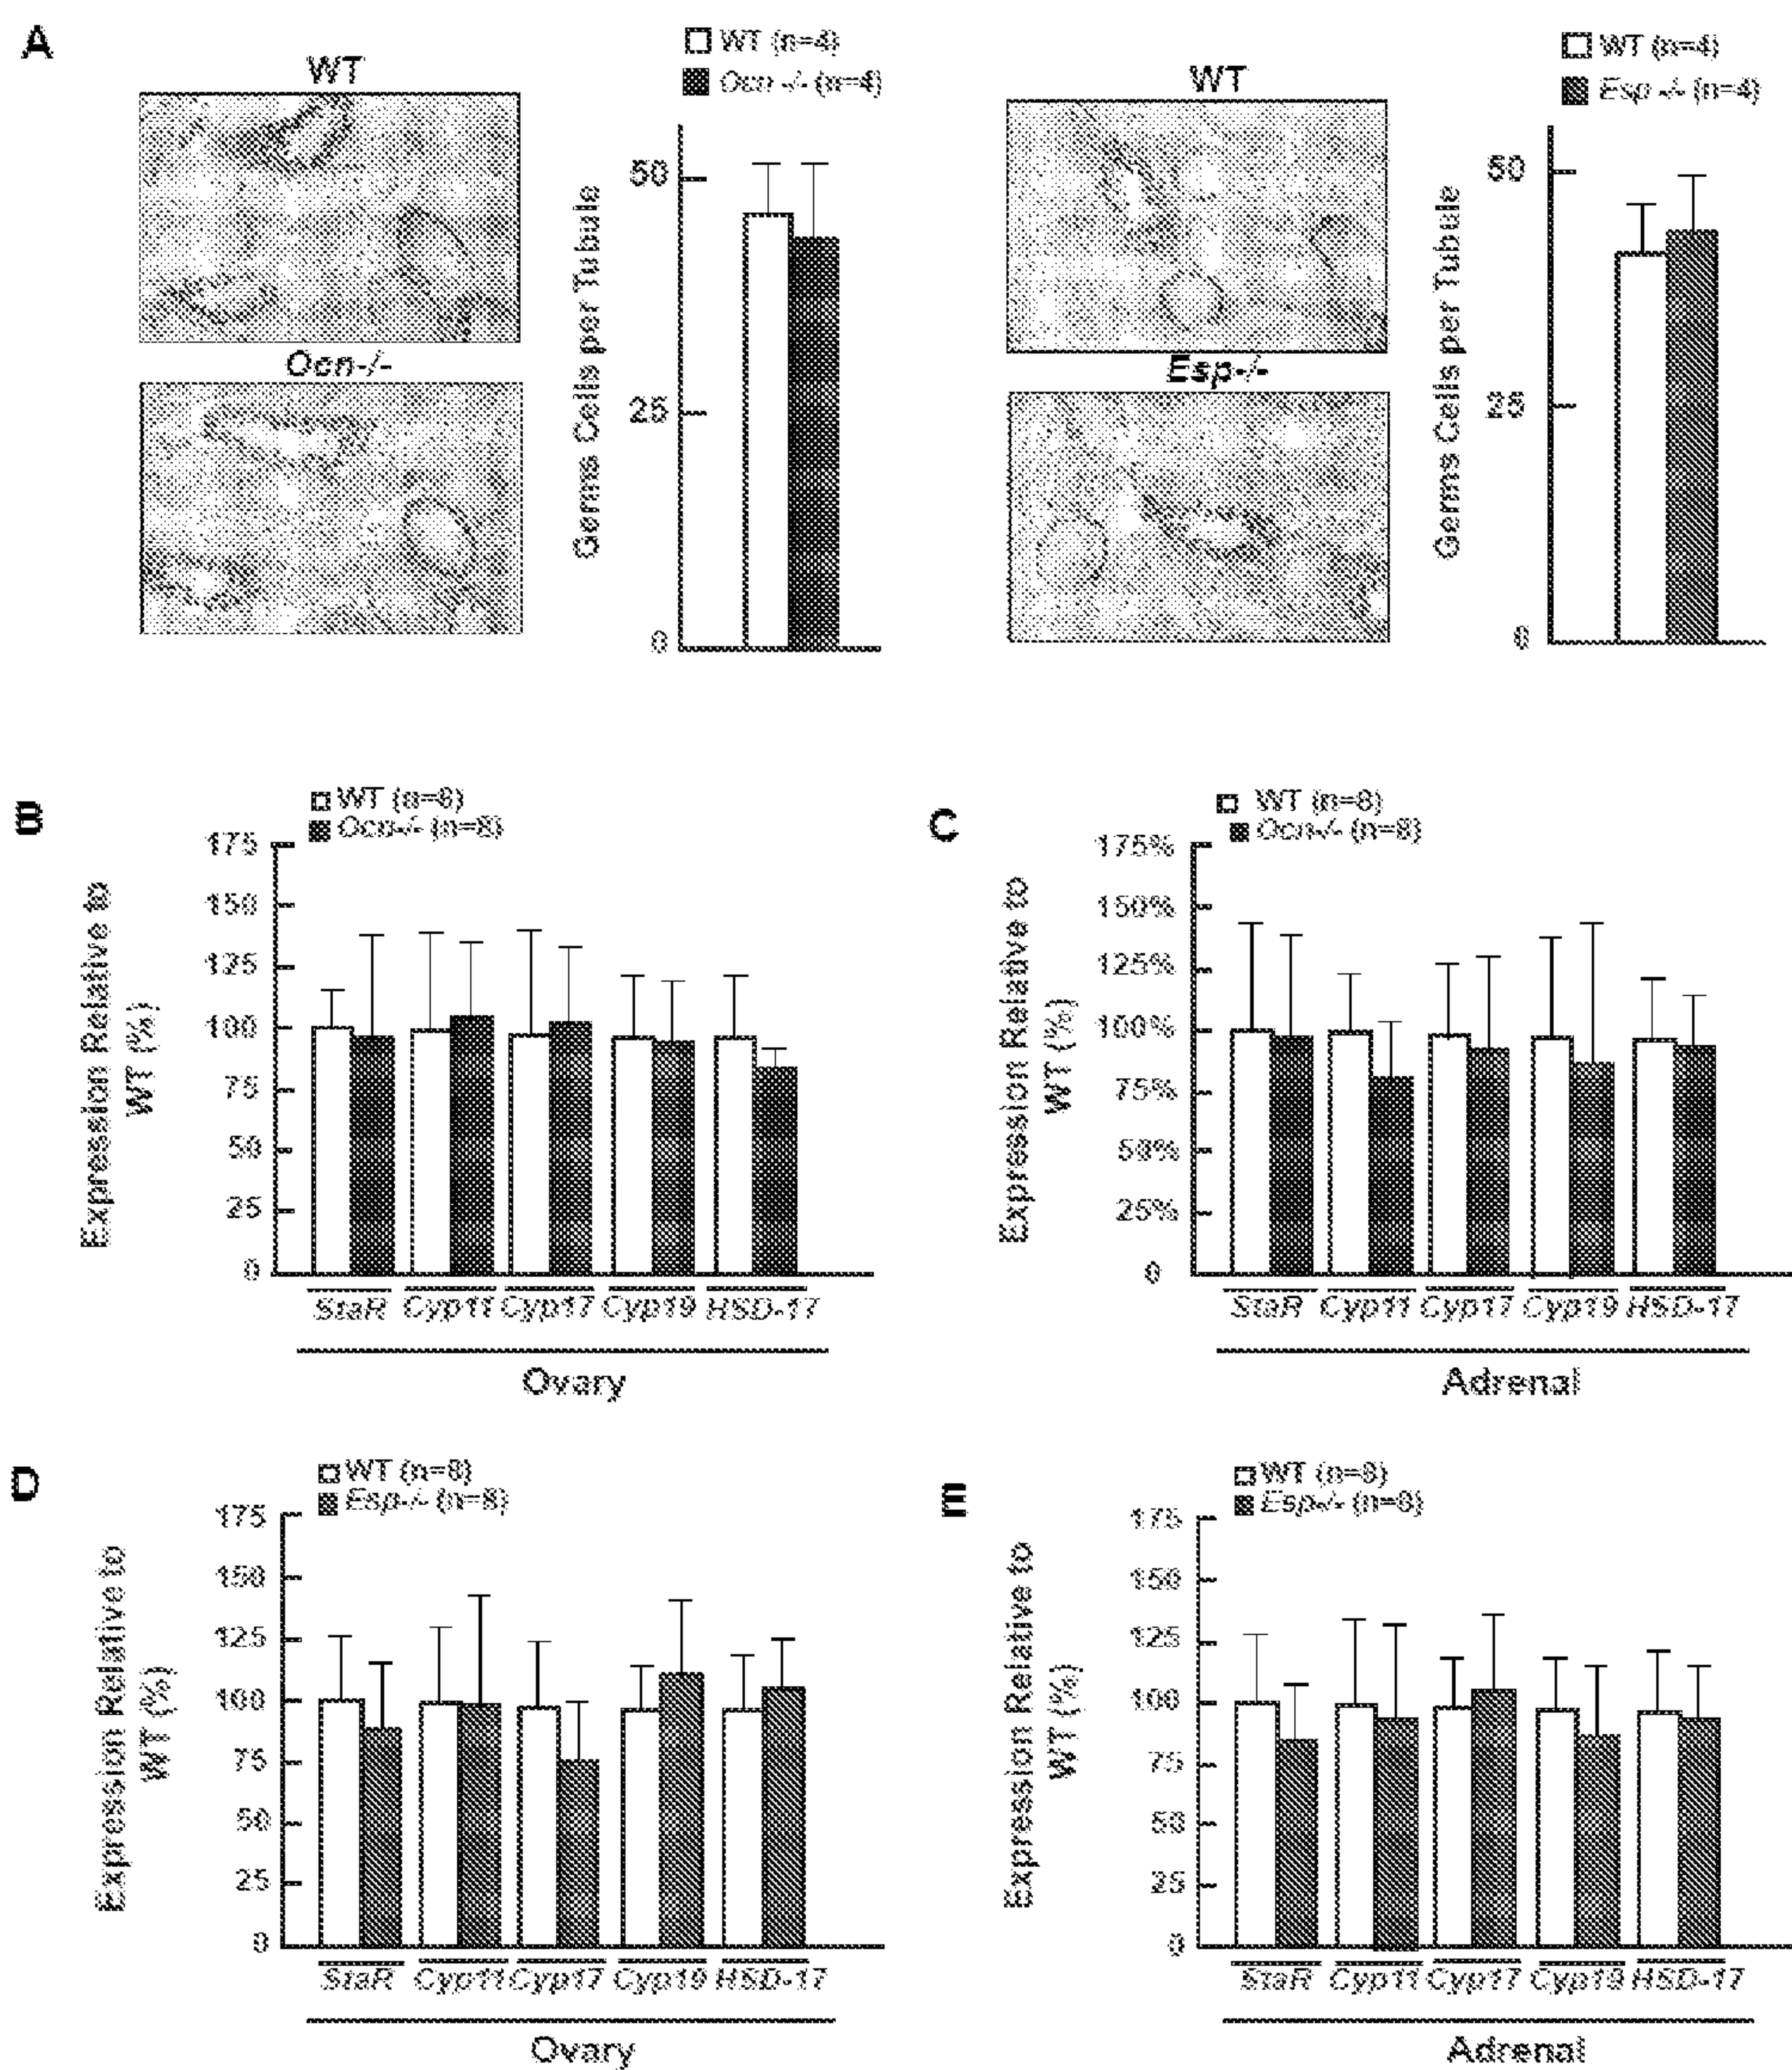 A
WT
Ocn-/-
WT (n=4)
Ocn -/- (n=4)
Germs Cells per Tubule
50
25
0
WT
Esp-/-
WT (n=4)
Esp -/- (n=4)
Germs Cells per Tubule
50
25
0
B
WT (n=8)
Ocn-/- (n=8)
Expression Relative to
WT (%)
175
150
125
100
75
50
25
0
StaR Cyp11 Cyp17 Cyp19 HSD-17
Ovary
C
WT (n=8)
Ocn-/- (n=8)
Expression Relative to
WT (%)
175%
150%
125%
100%
75%
50%
25%
0
StaR Cyp11 Cyp17 Cyp19 HSD-17
Adrenal
D
WT (n=8)
Esp-/- (n=8)
Expression Relative to
WT (%)
175
150
125
100
75
50
25
0
StaR Cyp11 Cyp17 Cyp19 HSD-17
Ovary
E
WT (n=8)
Esp-/- (n=8)
Expression Relative to
WT (%)
175
150
125
100
75
50
25
0
StaR Cyp11 Cyp17 Cyp19 HSD-17
Adrenal